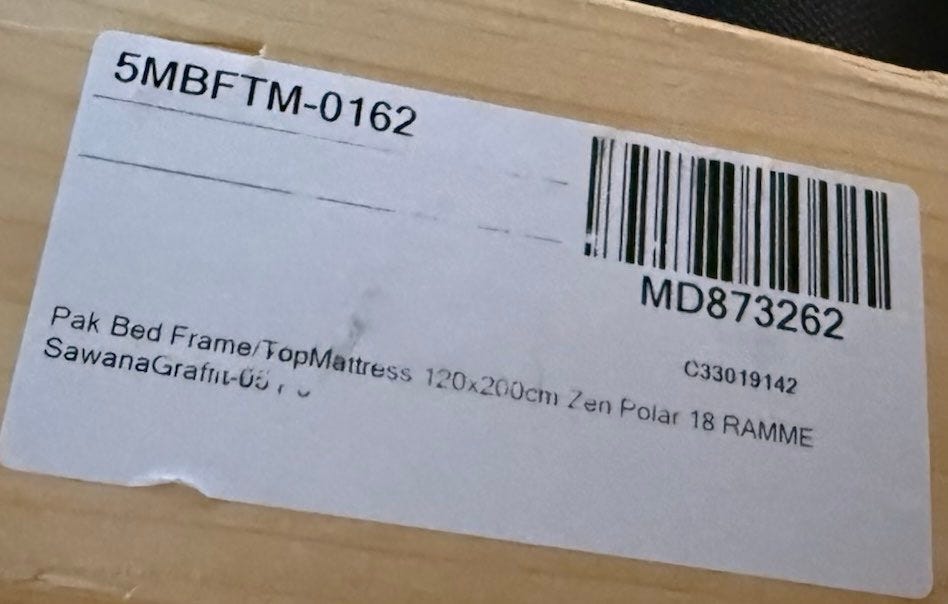 5MBFTM-0162
MD873262
C33019142
Pak Bed Frame/TopMattress 120x200cm Zen Polar 18 RAMME